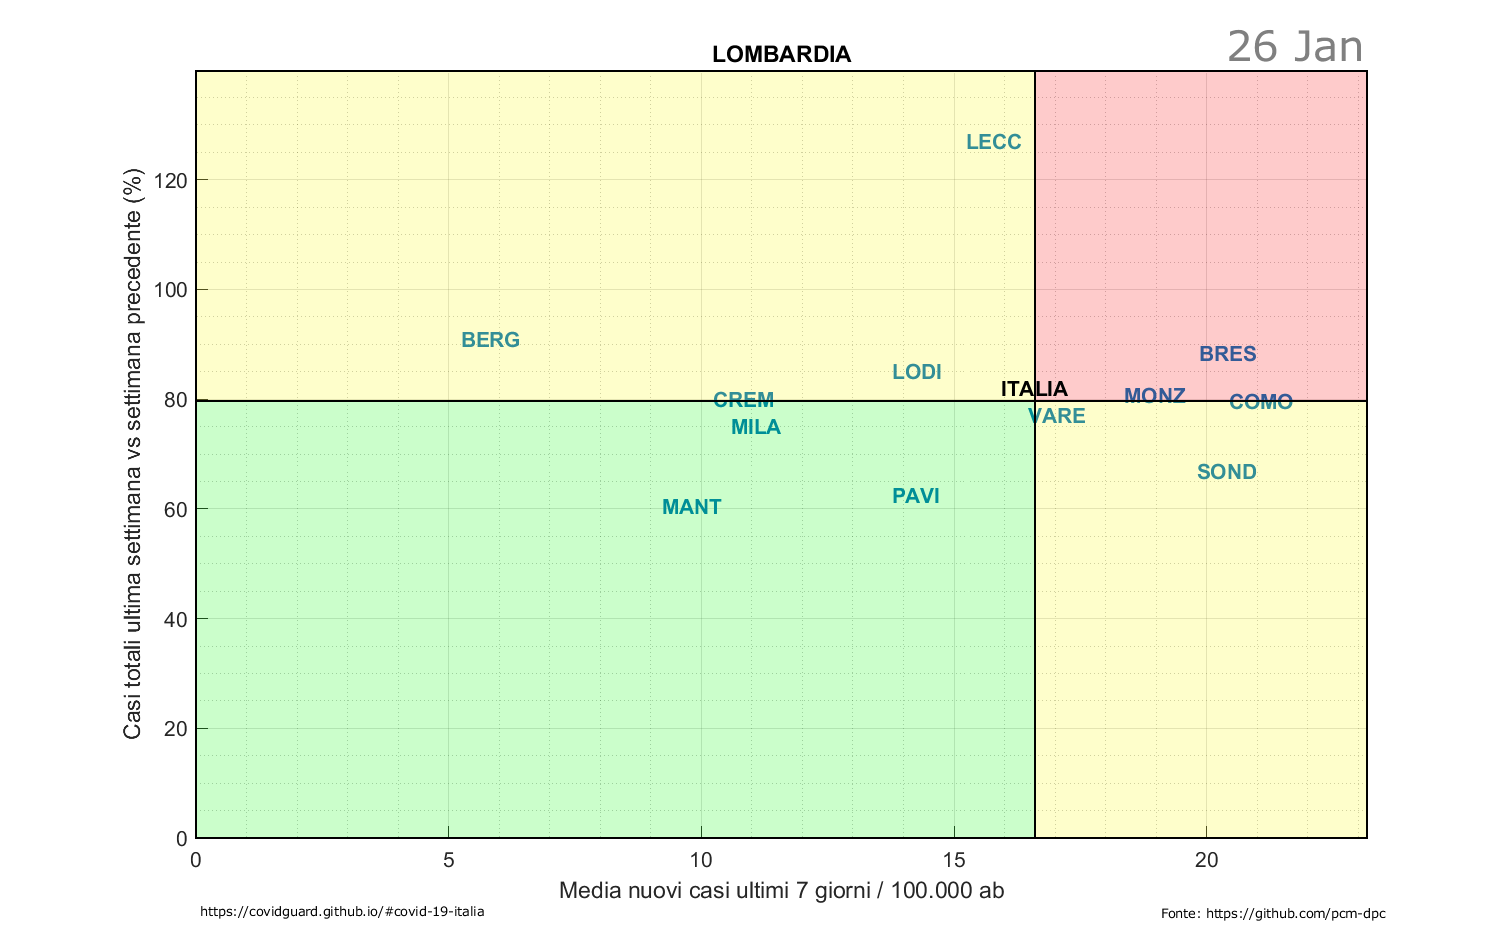 26 Jan
LOMBARDIA
Casi totali ultima settimana vs settimana precedente (%)
120
100
80
60
40
20
0
LECC
BERG
BRES
LODI
ITALIA
MONZ
CREM
COMO
VARE
MILA
SOND
PAVI
MANT
0 5 10 15 20
Media nuovi casi ultimi 7 giorni / 100.000 ab
https://covidguard.github.io/#covid-19-italia
Fonte: https://github.com/pcm-dpc